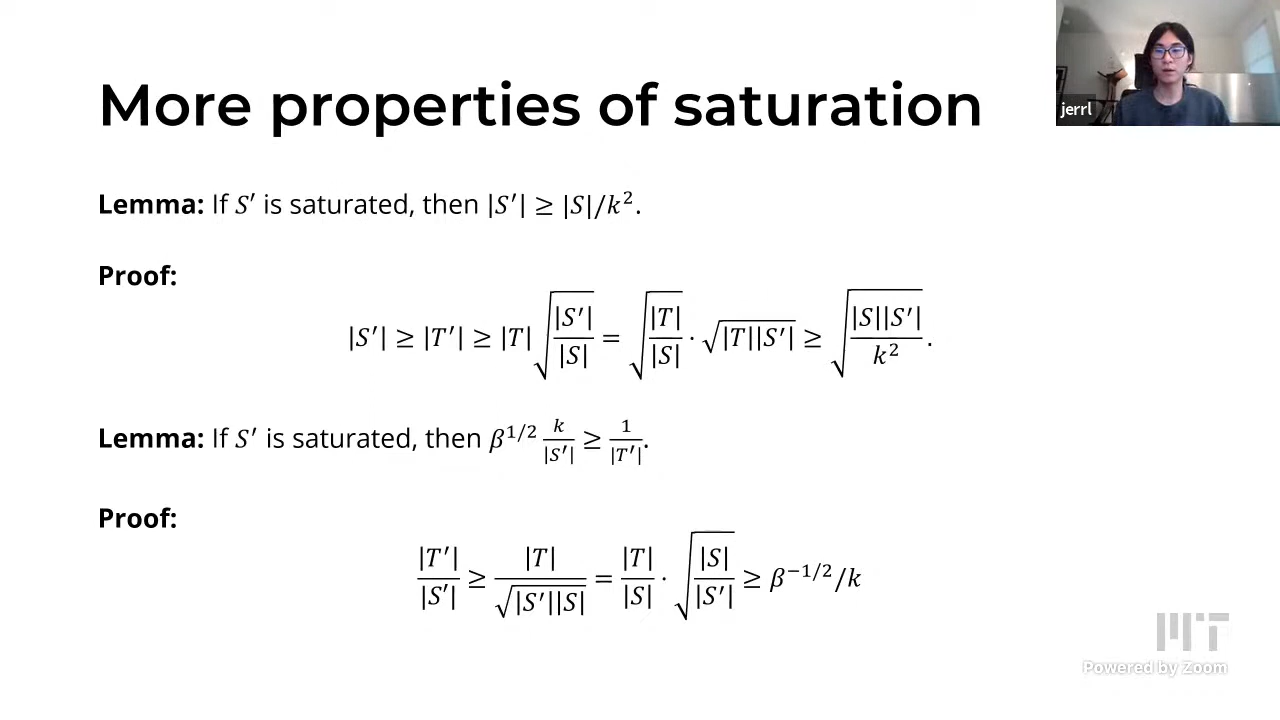 More properties of saturation
jerrl
Lemma: If S′ is saturated, then |S′| ≥ |S|/k².
Proof:
|S′| ≥ |T′| ≥ |T|√(|S′|/|S|) = √(|T|/|S|) · √(|T||S′|) ≥ √(|S||S′|/k²).
Lemma: If S′ is saturated, then β^{1/2} k/|S′| ≥ 1/|T′|.
Proof:
|T′|/|S′| ≥ |T|/√(|S′||S|) = |T|/|S| · √(|S|/|S′|) ≥ β^{−1/2}/k
MIT
Powered by Zoom